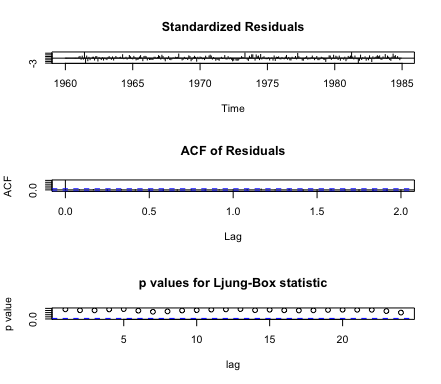 Standardized Residuals
-3
1960 1965 1970 1975 1980 1985
Time
ACF of Residuals
ACF
0.0
0.0 0.5 1.0 1.5 2.0
Lag
p values for Ljung-Box statistic
p value
0.0
5 10 15 20
lag